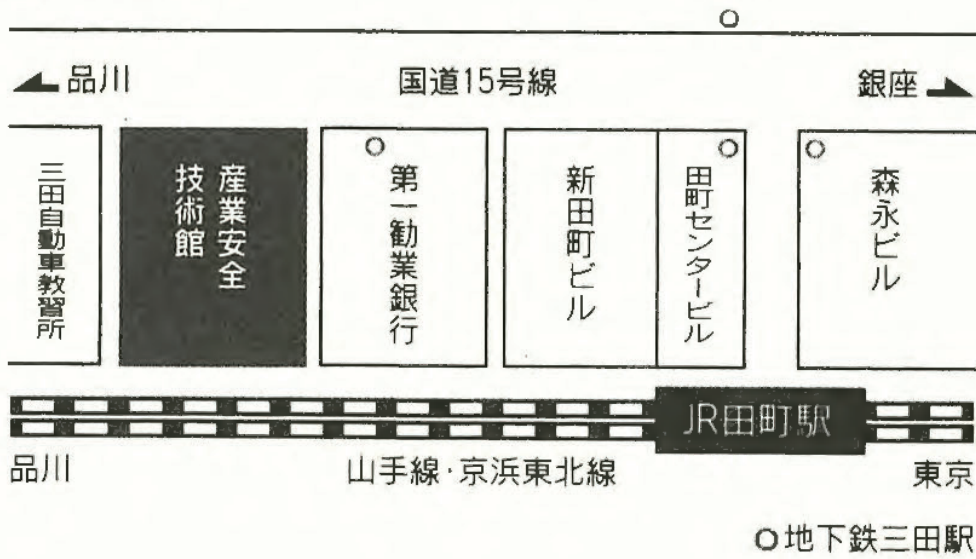 品川
国道15号線
銀座
三田自動車教習所
産業安全
技術館
第一勧業銀行
新田町ビル
田町センタービル
森永ビル
JR田町駅
品川
山手線・京浜東北線
東京
地下鉄三田駅